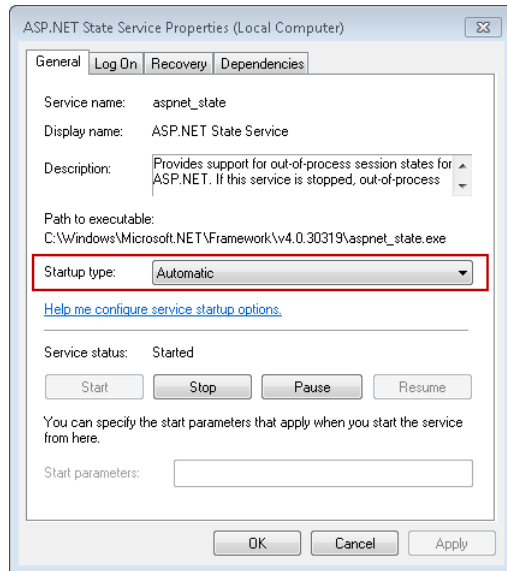 ASP.NET State Service Properties (Local Computer)
General Log On Recovery Dependencies
Service name: aspnet_state
Display name: ASP.NET State Service
Description: Provides support for out-of-process session states for
ASP.NET. If this service is stopped, out-of-process
Path to executable:
C:\Windows\Microsoft.NET\Framework\v4.0.30319\aspnet_state.exe
Startup type: Automatic
Help me configure service startup options.
Service status: Started
Start Stop Pause Resume
You can specify the start parameters that apply when you start the service
from here.
Start parameters:
OK Cancel Apply